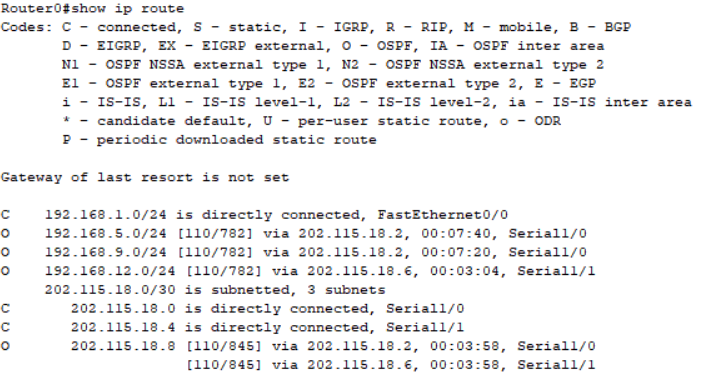 Router0#show ip route
Codes: C - connected, S - static, I - IGRP, R - RIP, M - mobile, B - BGP
       D - EIGRP, EX - EIGRP external, O - OSPF, IA - OSPF inter area
       N1 - OSPF NSSA external type 1, N2 - OSPF NSSA external type 2
       E1 - OSPF external type 1, E2 - OSPF external type 2, E - EGP
       i - IS-IS, L1 - IS-IS level-1, L2 - IS-IS level-2, ia - IS-IS inter area
       * - candidate default, U - per-user static route, o - ODR
       P - periodic downloaded static route

Gateway of last resort is not set

C    192.168.1.0/24 is directly connected, FastEthernet0/0
O    192.168.5.0/24 [110/782] via 202.115.18.2, 00:07:40, Serial1/0
O    192.168.9.0/24 [110/782] via 202.115.18.2, 00:07:20, Serial1/0
O    192.168.12.0/24 [110/782] via 202.115.18.6, 00:03:04, Serial1/1
     202.115.18.0/30 is subnetted, 3 subnets
C       202.115.18.0 is directly connected, Serial1/0
C       202.115.18.4 is directly connected, Serial1/1
O       202.115.18.8 [110/845] via 202.115.18.2, 00:03:58, Serial1/0
                     [110/845] via 202.115.18.6, 00:03:58, Serial1/1